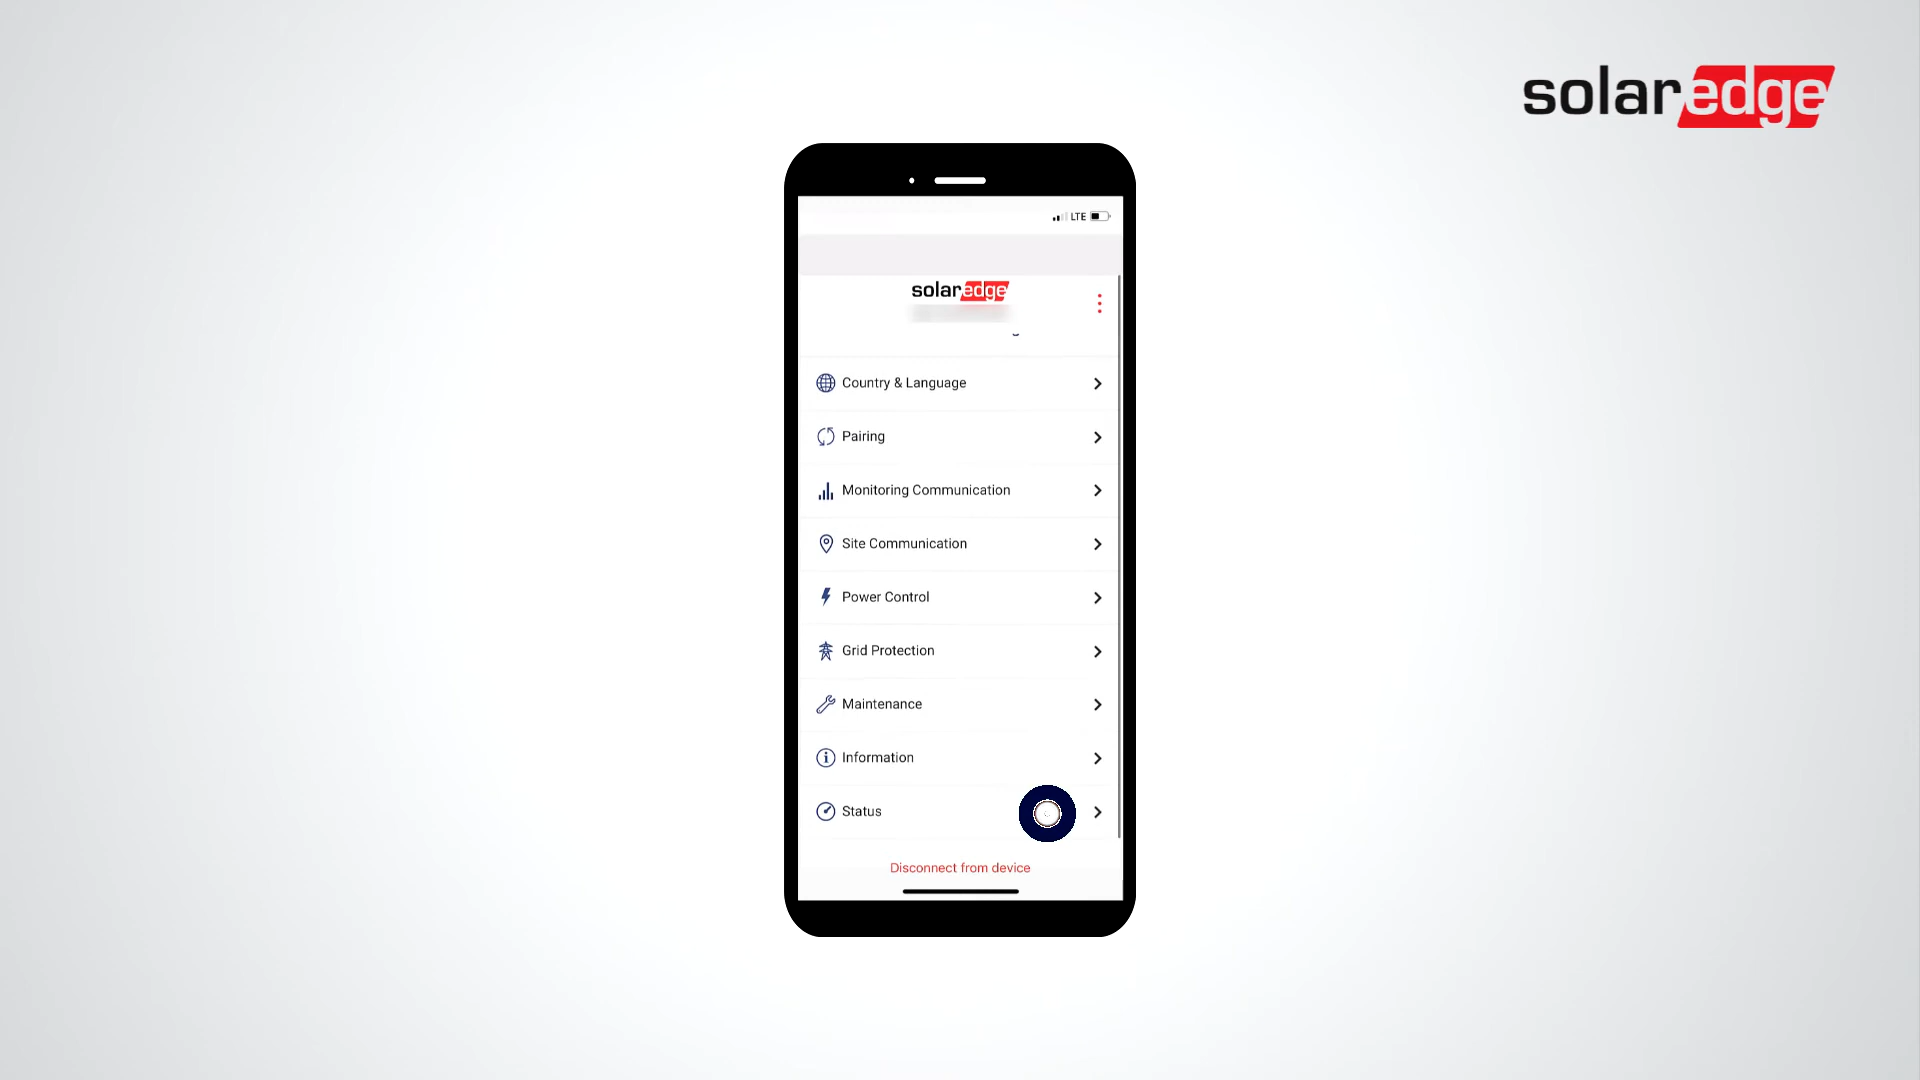 solaredge
LTE
solaredge
Country & Language
Pairing
Monitoring Communication
Site Communication
Power Control
Grid Protection
Maintenance
Information
Status
Disconnect from device